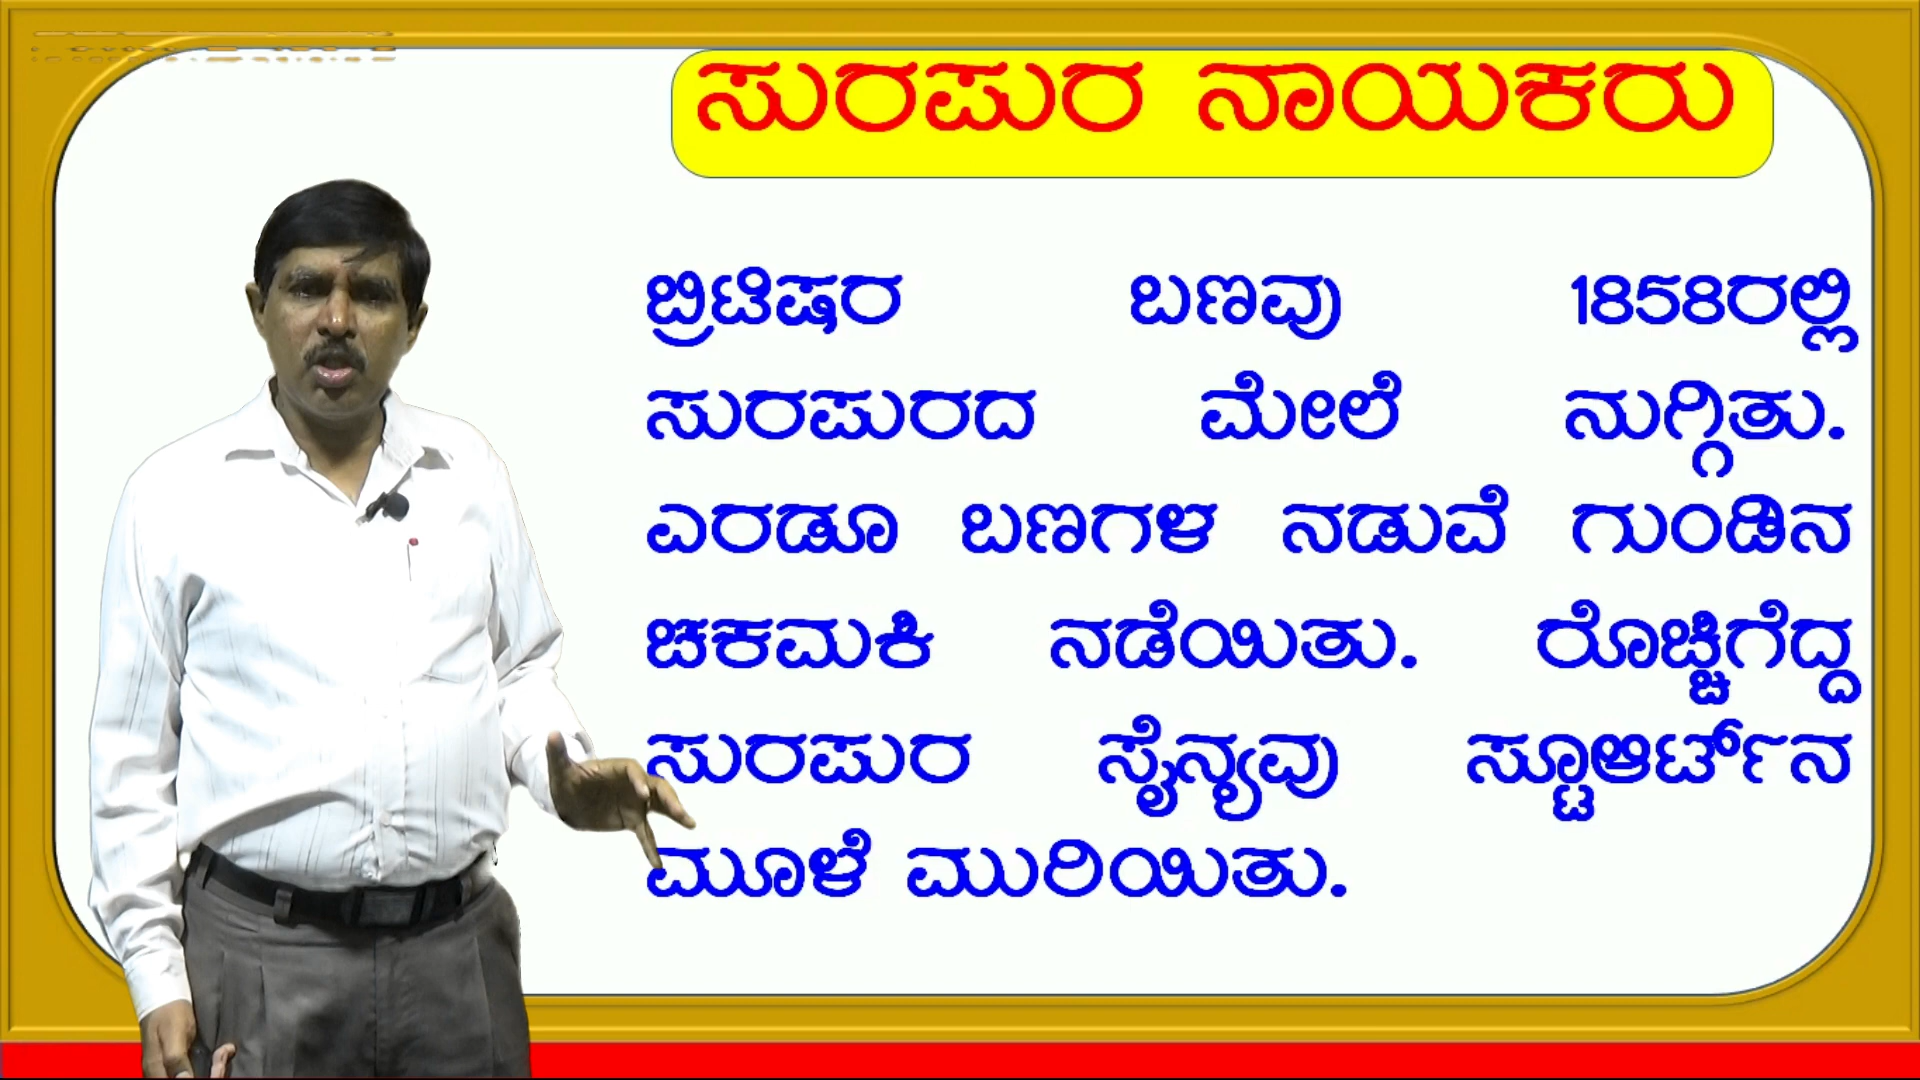 ಸುರಪುರ ನಾಯಕರು
ಬ್ರಿಟಿಷರ ಬಣವು 1858ರಲ್ಲಿ
ಸುರಪುರದ ಮೇಲೆ ನುಗ್ಗಿತು.
ಎರಡೂ ಬಣಗಳ ನಡುವೆ ಗುಂಡಿನ
ಚಕಮಕಿ ನಡೆಯಿತು. ರೊಚ್ಚಿಗೆದ್ದ
ಸುರಪುರ ಸೈನ್ಯವು ಸ್ಟೂಆರ್ಟ್‌ನ
ಮೂಳೆ ಮುರಿಯಿತು.